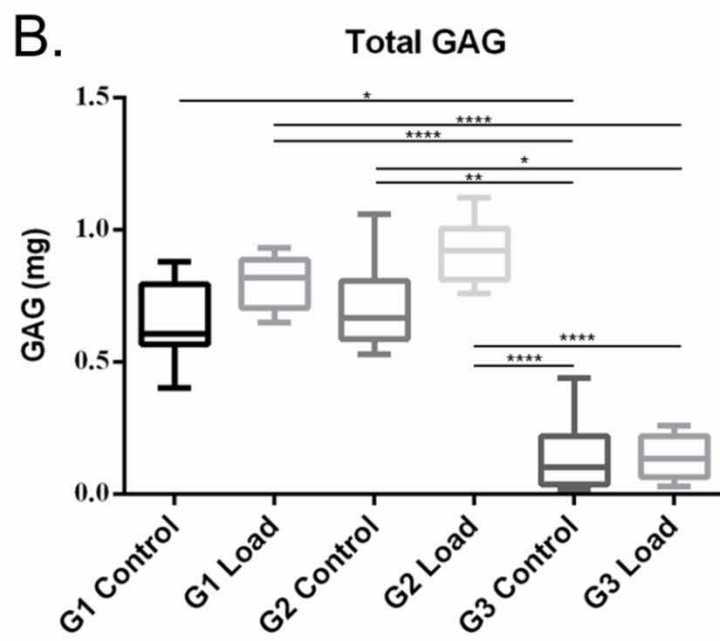 B.
Total GAG
GAG (mg)
1.5
1.0
0.5
0.0
*
****
****
*
**
****
****
G1 Control
G1 Load
G2 Control
G2 Load
G3 Control
G3 Load